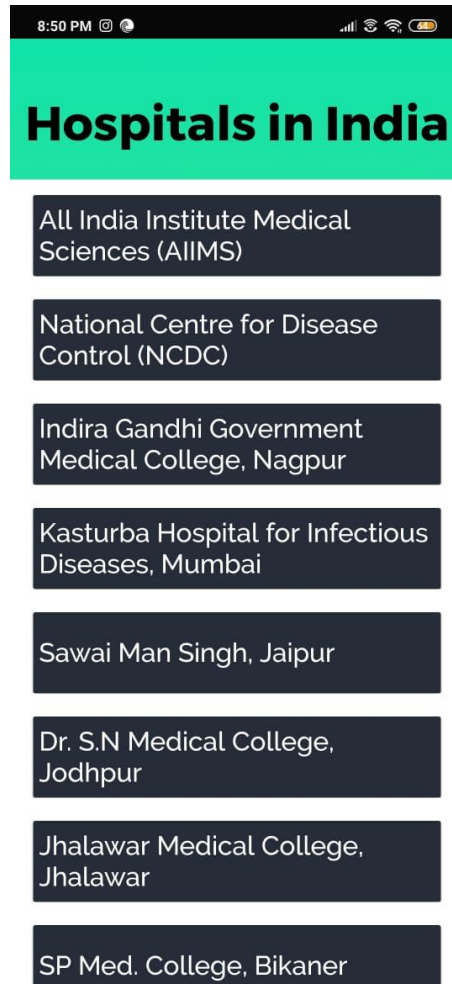 8:50 PM
64
Hospitals in India
All India Institute Medical
Sciences (AIIMS)
National Centre for Disease
Control (NCDC)
Indira Gandhi Government
Medical College, Nagpur
Kasturba Hospital for Infectious
Diseases, Mumbai
Sawai Man Singh, Jaipur
Dr. S.N Medical College,
Jodhpur
Jhalawar Medical College,
Jhalawar
SP Med. College, Bikaner